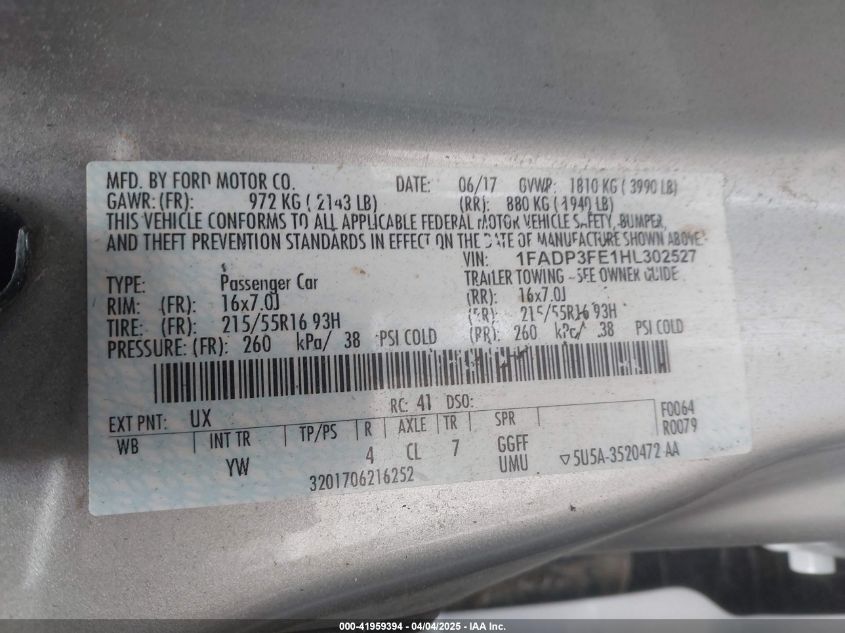 MFD. BY FORD MOTOR CO. DATE: 06/17 GVWR: 1810 KG ( 3990 LB)
GAWR: (FR): 972 KG ( 2143 LB) (RR): 880 KG ( 1940 LB)
THIS VEHICLE CONFORMS TO ALL APPLICABLE FEDERAL MOTOR VEHICLE SAFETY, BUMPER,
AND THEFT PREVENTION STANDARDS IN EFFECT ON THE DATE OF MANUFACTURE SHOWN ABOVE.
VIN: 1FADP3FE1HL302527
TYPE: Passenger Car TRAILER TOWING - SEE OWNER GUIDE
RIM: (FR): 16x7.0J (RR): 16x7.0J
TIRE: (FR): 215/55R16 93H (RR): 215/55R16 93H
PRESSURE: (FR): 260 kPa/ 38 PSI COLD (RR): 260 kPa/ 38 PSI COLD
EXT PNT: UX RC: 41 DSO: F0064
WB INT TR TP/PS R AXLE TR SPR R0079
YW 4 CL 7 GGFF
UMU ▽5U5A-3520472 AA
3201706216252
000-41959394 - 04/04/2025 - IAA Inc.